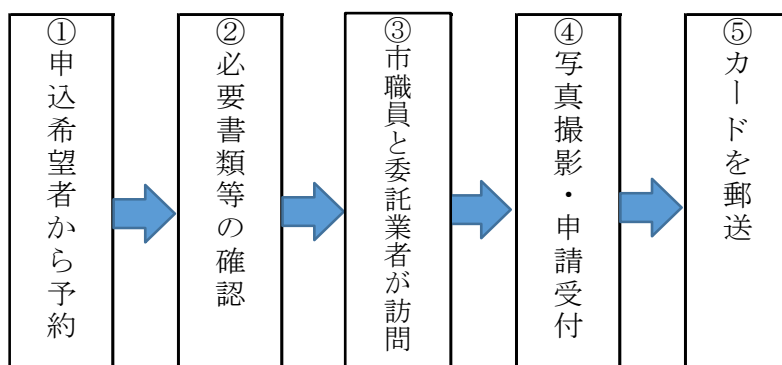 ①申込希望者から予約
②必要書類等の確認
③市職員と委託業者が訪問
④写真撮影・申請受付
⑤カードを郵送